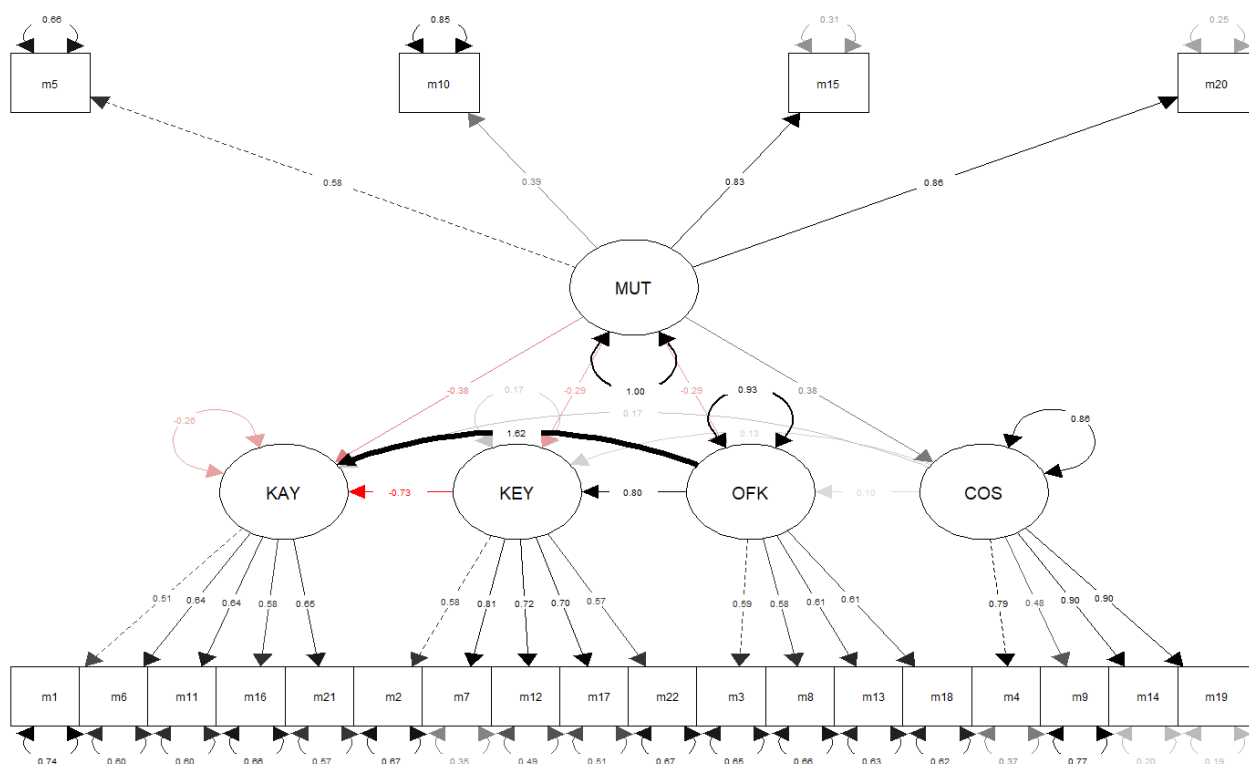 0.66 0.85 0.31 0.25
m5 m10 m15 m20
0.58 0.39 0.83 0.86
MUT
-0.38 0.17 -0.29 1.00 -0.29 0.93 0.38
-0.26 1.62 0.17 0.13 0.86
KAY -0.73 KEY 0.80 OFK 0.10 COS
0.51 0.64 0.64 0.58 0.65 0.58 0.81 0.72 0.70 0.57 0.59 0.58 0.61 0.61 0.79 0.48 0.90 0.90
m1 m6 m11 m16 m21 m2 m7 m12 m17 m22 m3 m8 m13 m18 m4 m9 m14 m19
0.74 0.60 0.60 0.66 0.57 0.67 0.35 0.49 0.51 0.67 0.65 0.66 0.63 0.62 0.37 0.77 0.20 0.19